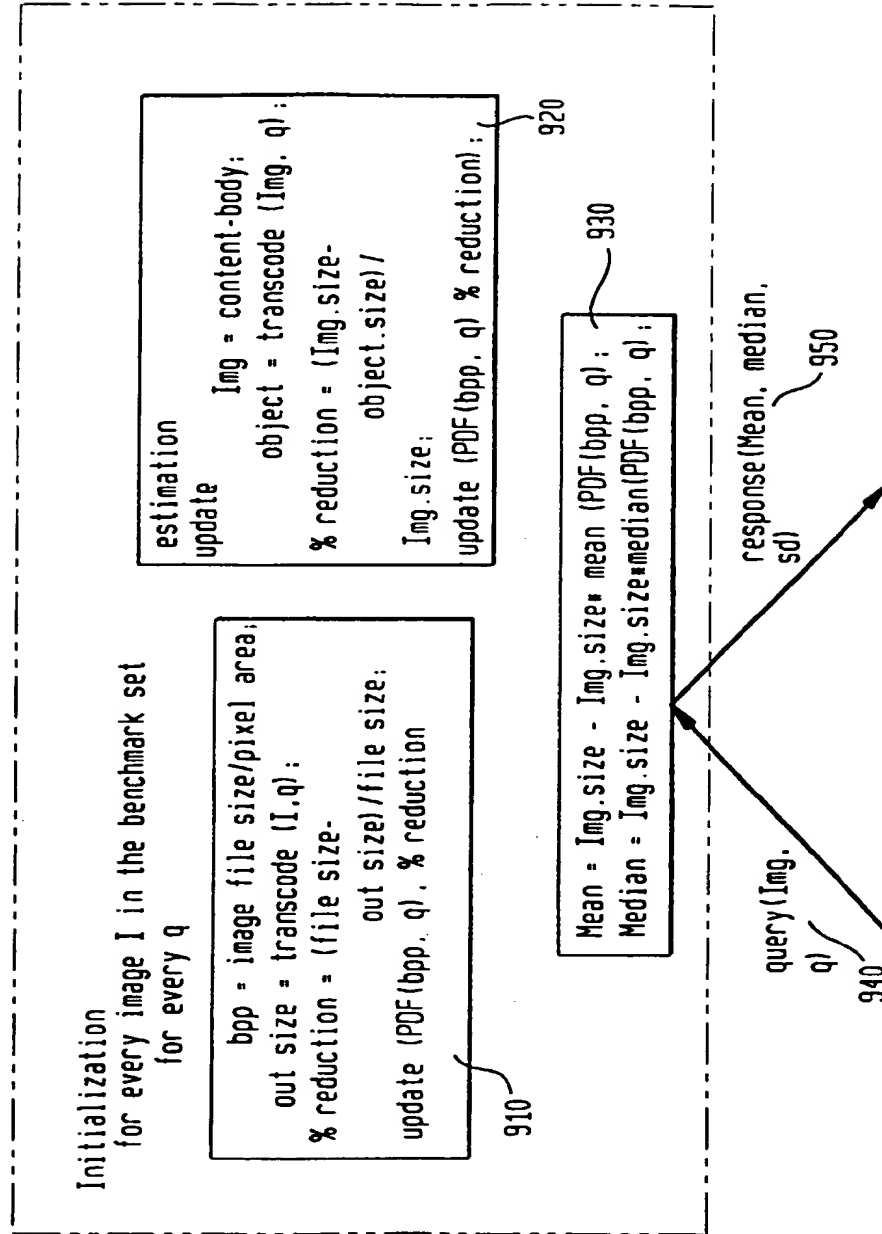 Initialization
for every image I in the benchmark set
for every q
bpp = image file size/pixel area;
out size = transcode (I,q);
% reduction = (file size-
out size)/file size;
update (PDF(bpp, q), % reduction
910
estimation
update
Img = content-body;
object = transcode (Img, q);
% reduction = (Img.size-
object.size)/
Img.size;
update (PDF(bpp, q) % reduction);
920
Mean = Img.size - Img.size* mean (PDF(bpp, q);
Median = Img.size - Img.size*median(PDF(bpp, q);
930
query(Img,
q)
940
response(Mean, median,
sd)
950